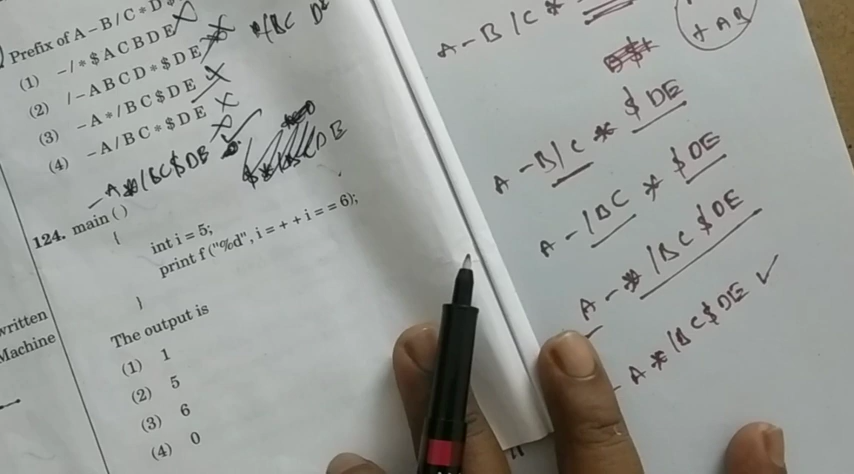 Prefix of A – B / C * D
(1) – / * $ A C B D E
(2) / – A B C D * $ D E
(3) – A * / B C $ D E
(4) – A / B C * $ D E
– A * / B C $ D E
* / B C
D E
124. main ( )
{
int i = 5;
print f ("%d", i = + + i = = 6);
}
The output is
(1) 1
(2) 5
(3) 6
(4) 0
written
Machine
A – B / C *
+ A B
A – B / C * $ D E
A – / B C * $ D E
A – * / B C $ D E
– A * / B C $ D E ✓